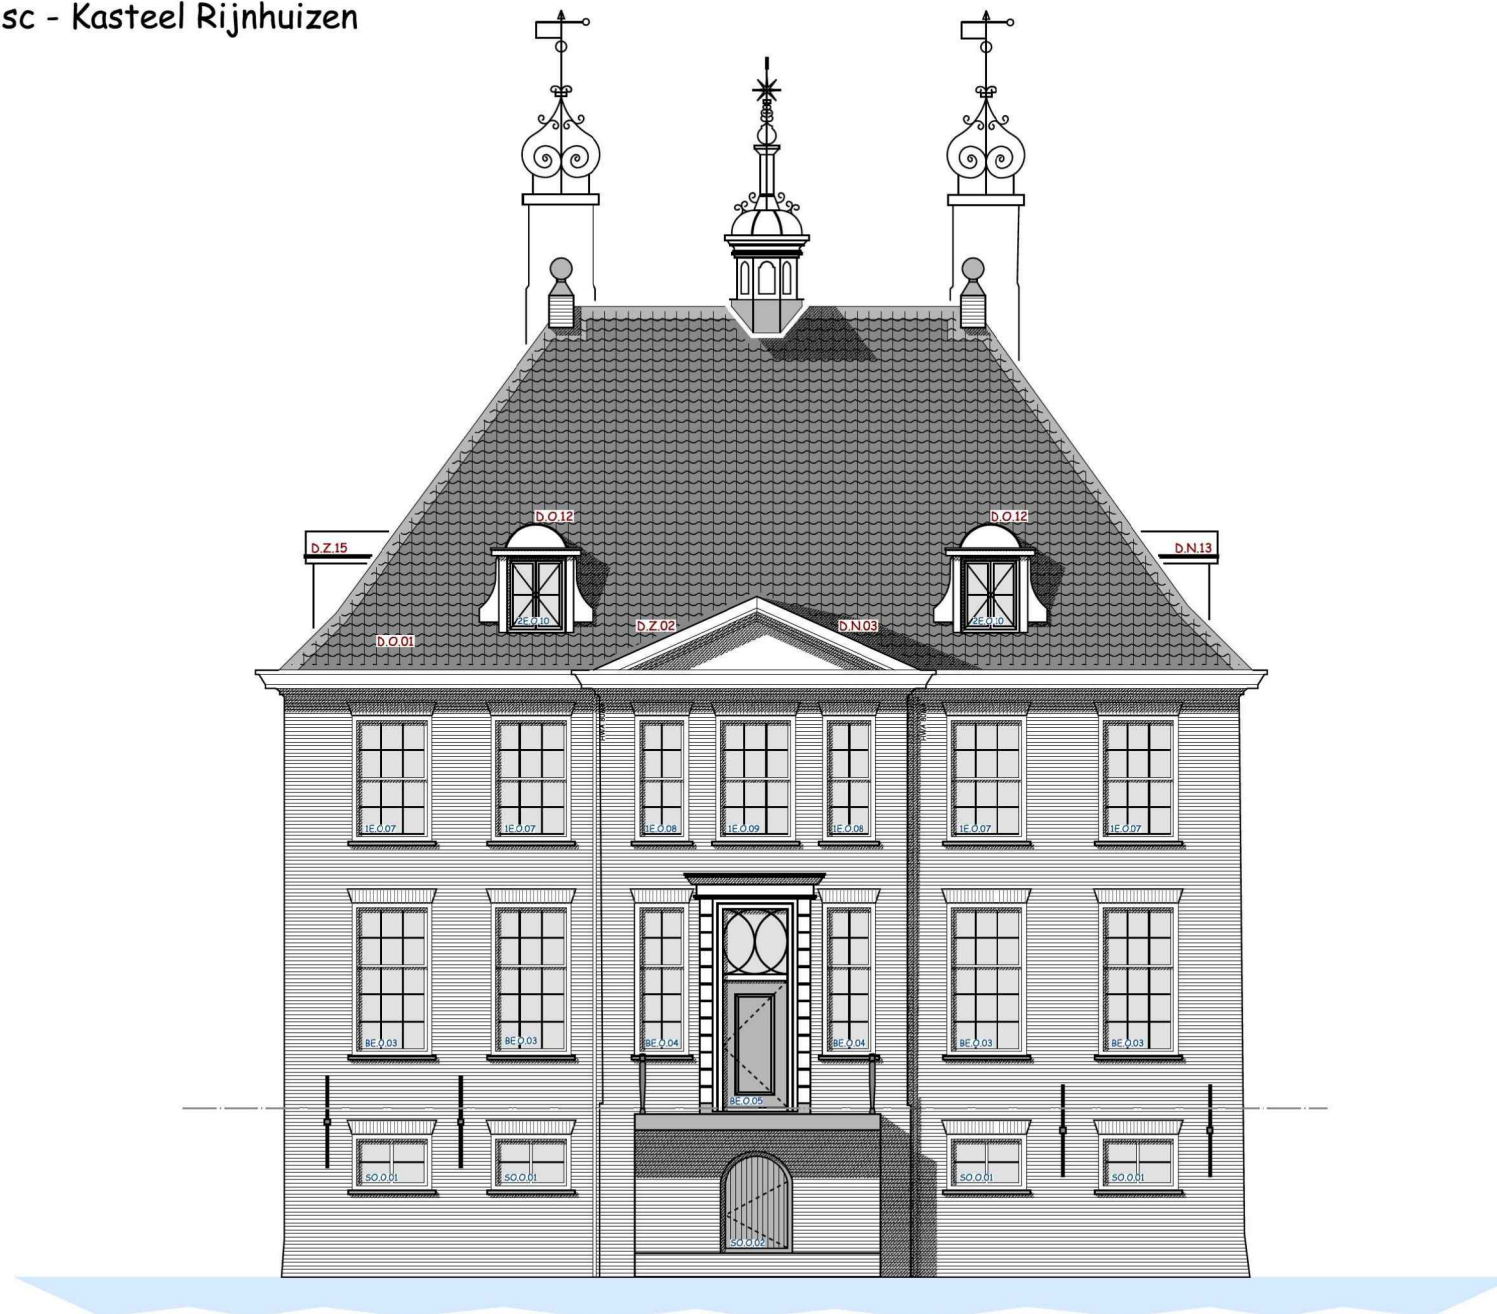 sc - Kasteel Rijnhuizen
D.O.12 D.O.12
D.Z.15 D.N.13
2E.O.10 2E.O.10
D.O.01 D.Z.02 D.N.03
1E.O.07 1E.O.07 1E.O.08 1E.O.09 1E.O.08 1E.O.07 1E.O.07
BE.O.03 BE.O.03 BE.O.04 BE.O.04 BE.O.03 BE.O.03
BE.O.05
SO.O.01 SO.O.01 SO.O.01 SO.O.01
SO.O.02